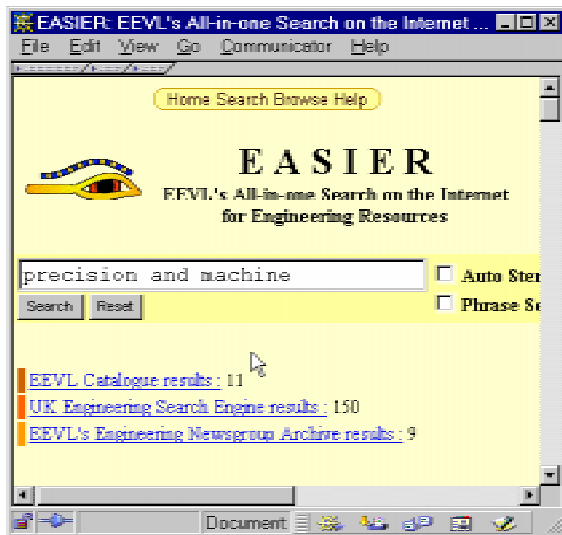 EASIER: EEVL's All-in-one Search on the Internet ...
File Edit View Go Communicator Help
Home Search Browse Help
E A S I E R
EEVL's All-in-one Search on the Internet
for Engineering Resources
precision and machine
Auto Ster
Search Reset
Phrase Se
EEVL Catalogue results : 11
UK Engineering Search Engine results : 150
EEVL's Engineering Newsgroup Archive results : 9
Document